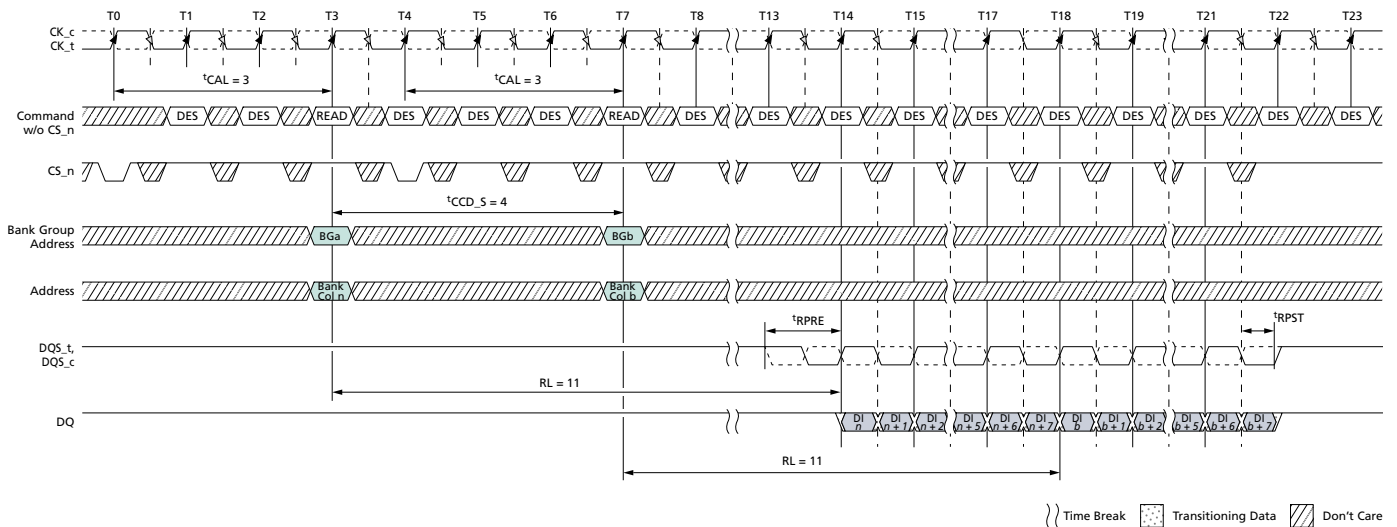 T0 T1 T2 T3 T4 T5 T6 T7 T8 T13 T14 T15 T17 T18 T19 T21 T22 T23
CK_c
CK_t
tCAL = 3 tCAL = 3
Command
w/o CS_n
DES DES READ DES DES DES READ DES DES DES DES DES DES DES DES DES DES
CS_n
tCCD_S = 4
Bank Group
Address
BGa BGb
Address
Bank
Col n
Bank
Col b
tRPRE tRPST
DQS_t,
DQS_c
RL = 11
DQ
DI
n
DI
n + 1
DI
n + 2
DI
n + 5
DI
n + 6
DI
n + 7
DI
b
DI
b + 1
DI
b + 2
DI
b + 5
DI
b + 6
DI
b + 7
RL = 11
Time Break Transitioning Data Don't Care